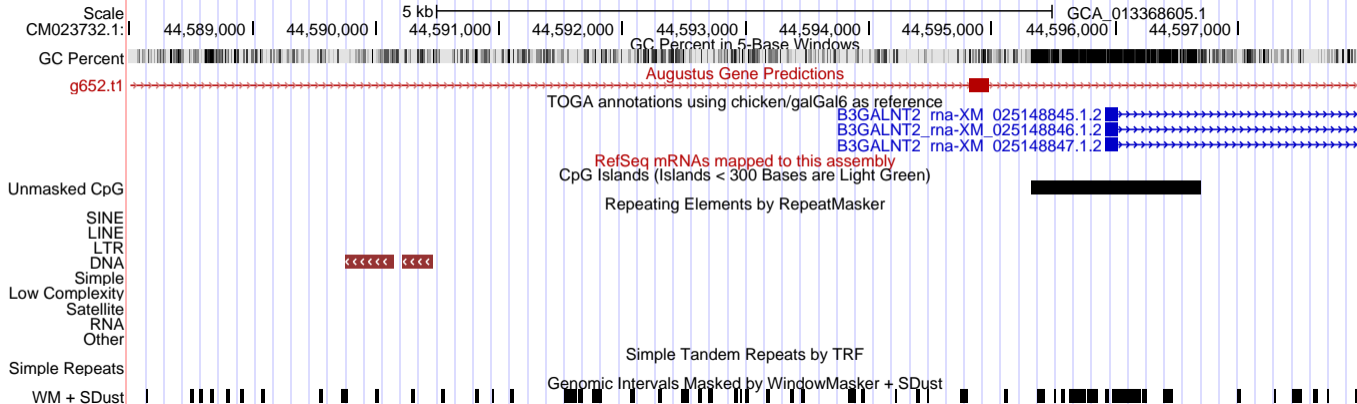 Scale 5 kb GCA_013368605.1
CM023732.1: 44,589,000 44,590,000 44,591,000 44,592,000 44,593,000 44,594,000 44,595,000 44,596,000 44,597,000
GC Percent in 5-Base Windows
GC Percent
Augustus Gene Predictions
g652.t1
TOGA annotations using chicken/galGal6 as reference
B3GALNT2_rna-XM_025148845.1.2
B3GALNT2_rna-XM_025148846.1.2
B3GALNT2_rna-XM_025148847.1.2
RefSeq mRNAs mapped to this assembly
CpG Islands (Islands < 300 Bases are Light Green)
Unmasked CpG
Repeating Elements by RepeatMasker
SINE
LINE
LTR
DNA
Simple
Low Complexity
Satellite
RNA
Other
Simple Tandem Repeats by TRF
Simple Repeats
Genomic Intervals Masked by WindowMasker + SDust
WM + SDust